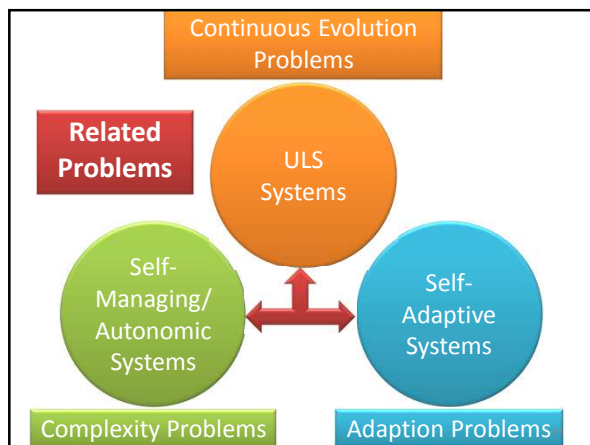 Continuous Evolution
Problems
Related
Problems
ULS
Systems
Self-
Managing/
Autonomic
Systems
Self-
Adaptive
Systems
Complexity Problems
Adaption Problems